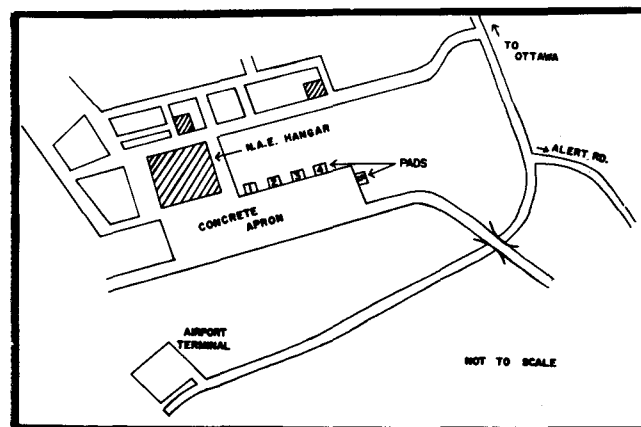 TO
OTTAWA
N.A.E. HANGAR
ALERT RD.
PADS
1 2 3 4
CONCRETE
APRON
AIRPORT
TERMINAL
NOT TO SCALE